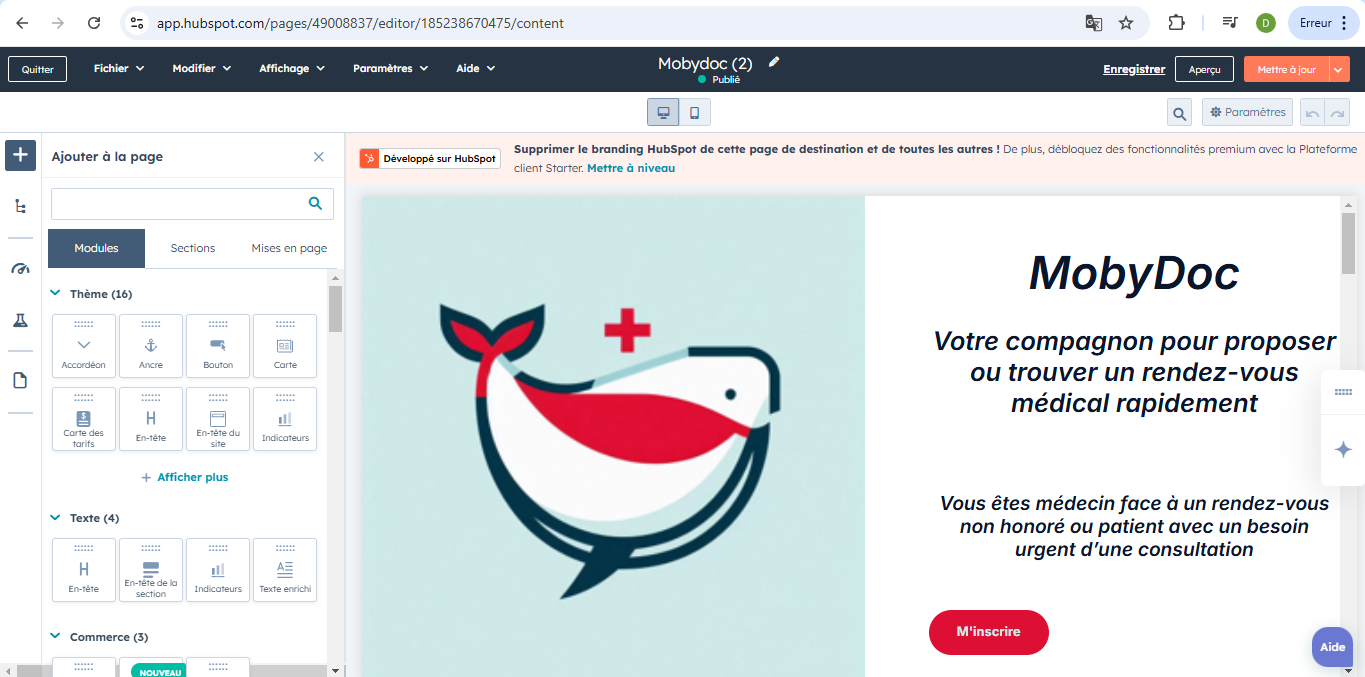 app.hubspot.com/pages/49008837/editor/185238670475/content
D
Erreur
Quitter
Fichier
Modifier
Affichage
Paramètres
Aide
Mobydoc (2)
Publié
Enregistrer
Aperçu
Mettre à jour
Paramètres
Ajouter à la page
Développé sur HubSpot
Supprimer le branding HubSpot de cette page de destination et de toutes les autres ! De plus, débloquez des fonctionnalités premium avec la Plateforme
client Starter. Mettre à niveau
Modules
Sections
Mises en page
Thème (16)
Accordéon
Ancre
Bouton
Carte
Carte des
tarifs
En-tête
En-tête du
site
Indicateurs
+ Afficher plus
Texte (4)
En-tête
En-tête de la
section
Indicateurs
Texte enrichi
Commerce (3)
NOUVEAU
MobyDoc
Votre compagnon pour proposer
ou trouver un rendez-vous
médical rapidement
Vous êtes médecin face à un rendez-vous
non honoré ou patient avec un besoin
urgent d'une consultation
M'inscrire
Aide